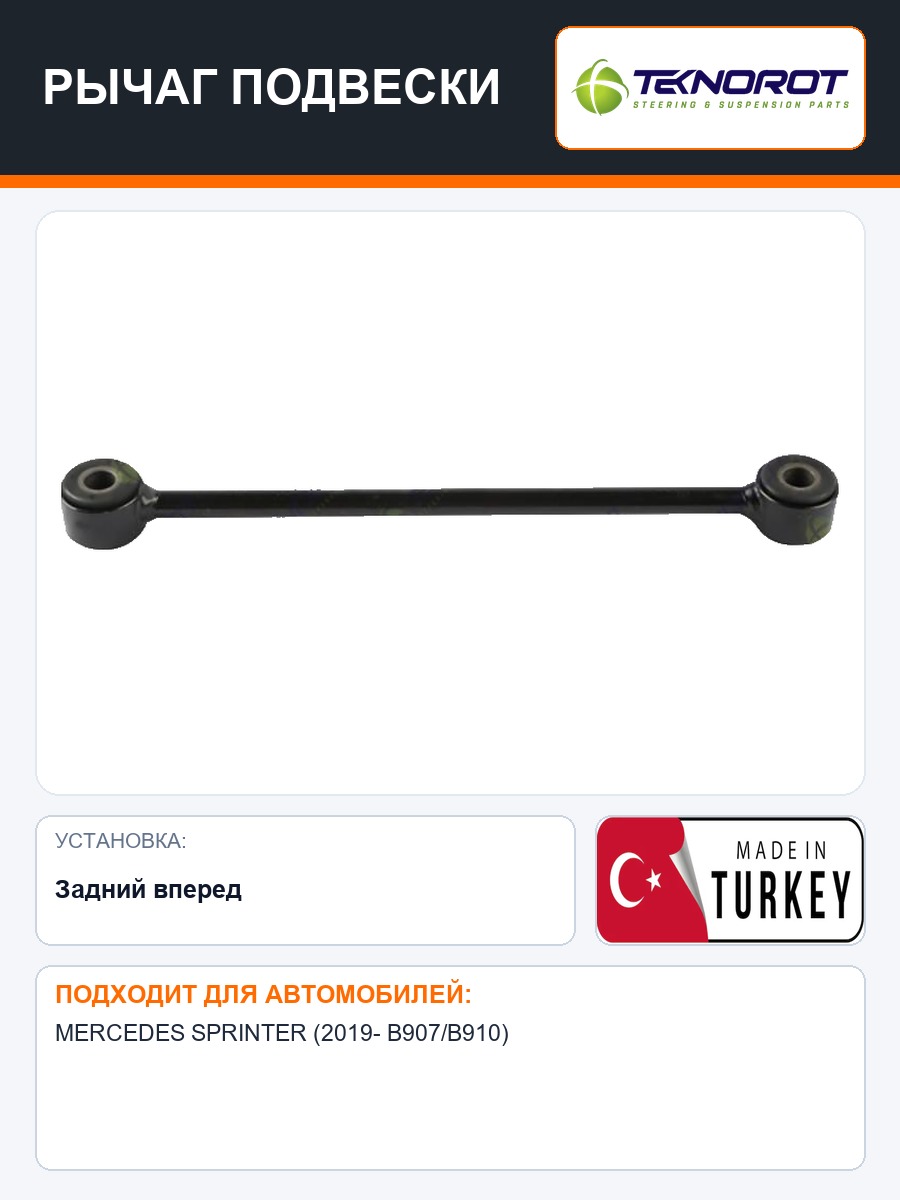 РЫЧАГ ПОДВЕСКИ
TEKNOROT
STEERING & SUSPENSION PARTS
УСТАНОВКА:
Задний вперед
MADE IN
TURKEY
ПОДХОДИТ ДЛЯ АВТОМОБИЛЕЙ:
MERCEDES SPRINTER (2019- B907/B910)